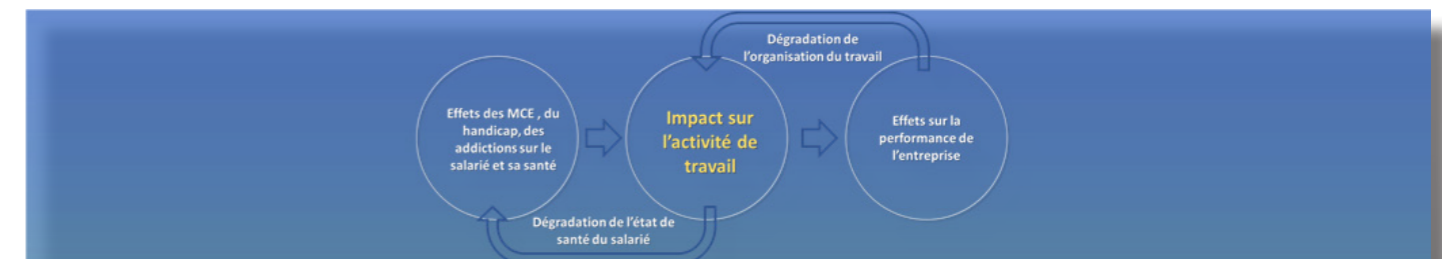 Dégradation de
l'organisation du travail
Effets des MCE , du
handicap, des
addictions sur le
salarié et sa santé
Impact sur
l'activité de
travail
Effets sur la
performance de
l'entreprise
Dégradation de l'état de
santé du salarié